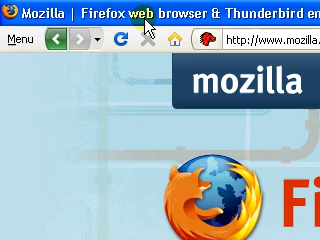 Mozilla | Firefox web browser & Thunderbird em
Menu http://www.mozilla.
mozilla
Fi